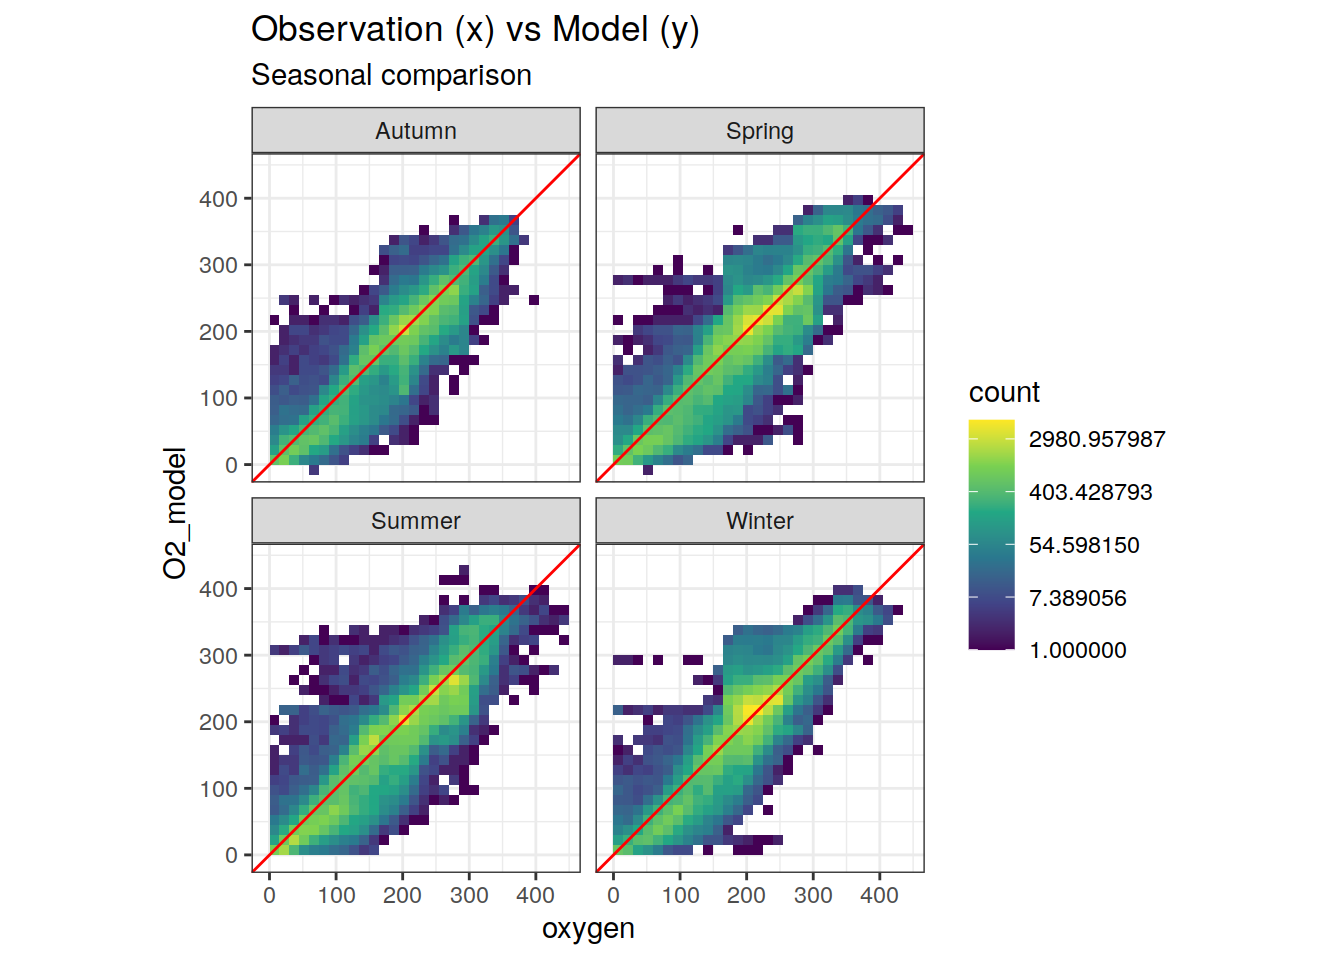 Observation (x) vs Model (y)
Seasonal comparison
Autumn
Spring
400
300
200
100
0
Summer
Winter
400
300
200
100
0
0 100 200 300 400
0 100 200 300 400
oxygen
O2_model
count
2980.957987
403.428793
54.598150
7.389056
1.000000